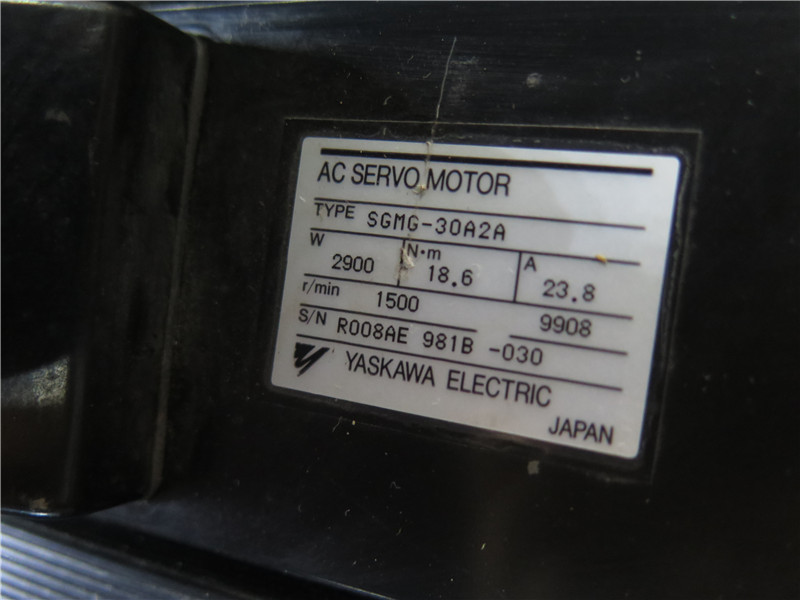 AC SERVO MOTOR
TYPE SGMG-30A2A
W 2900 N·m 18.6 A 23.8
r/min 1500 9908
S/N R008AE 981B -030
YASKAWA ELECTRIC
JAPAN